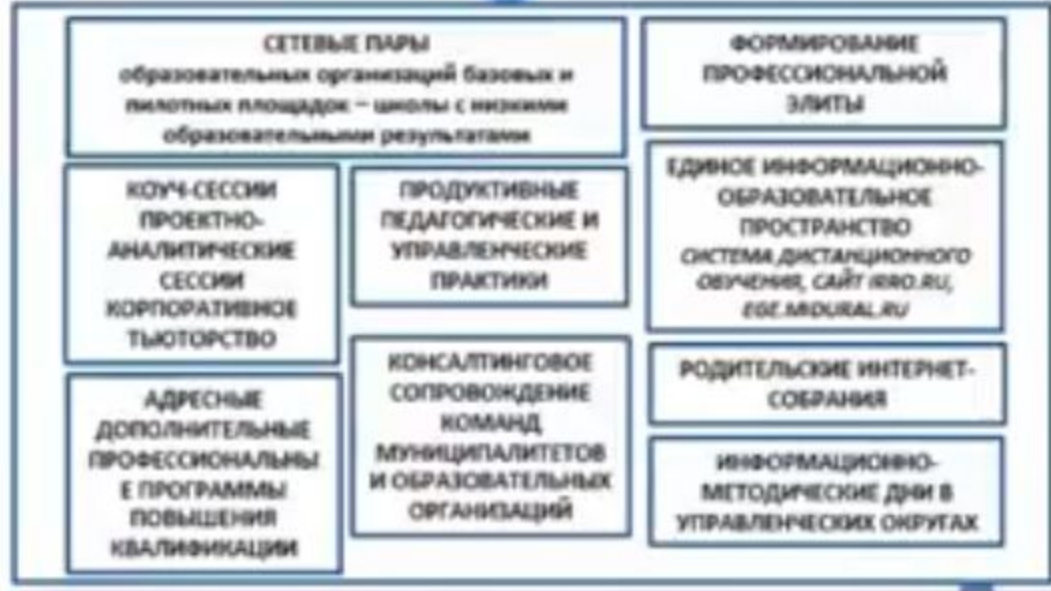 СЕТЕВЫЕ ПАРЫ
образовательных организаций базовых и
пилотных площадок – школы с низкими
образовательными результатами
ФОРМИРОВАНИЕ
ПРОФЕССИОНАЛЬНОЙ
ЭЛИТЫ
КОУЧ-СЕССИИ
ПРОЕКТНО-
АНАЛИТИЧЕСКИЕ
СЕССИИ
КОРПОРАТИВНОЕ
ТЬЮТОРСТВО
ПРОДУКТИВНЫЕ
ПЕДАГОГИЧЕСКИЕ И
УПРАВЛЕНЧЕСКИЕ
ПРАКТИКИ
ЕДИНОЕ ИНФОРМАЦИОННО-
ОБРАЗОВАТЕЛЬНОЕ
ПРОСТРАНСТВО
СИСТЕМА ДИСТАНЦИОННОГО
ОБУЧЕНИЯ, САЙТ IRRO.RU,
EGE.MIDURAL.RU
АДРЕСНЫЕ
ДОПОЛНИТЕЛЬНЫЕ
ПРОФЕССИОНАЛЬНЫ
Е ПРОГРАММЫ
ПОВЫШЕНИЯ
КВАЛИФИКАЦИИ
КОНСАЛТИНГОВОЕ
СОПРОВОЖДЕНИЕ
КОМАНД
МУНИЦИПАЛИТЕТОВ
И ОБРАЗОВАТЕЛЬНЫХ
ОРГАНИЗАЦИЙ
РОДИТЕЛЬСКИЕ ИНТЕРНЕТ-
СОБРАНИЯ
ИНФОРМАЦИОННО-
МЕТОДИЧЕСКИЕ ДНИ В
УПРАВЛЕНЧЕСКИХ ОКРУГАХ